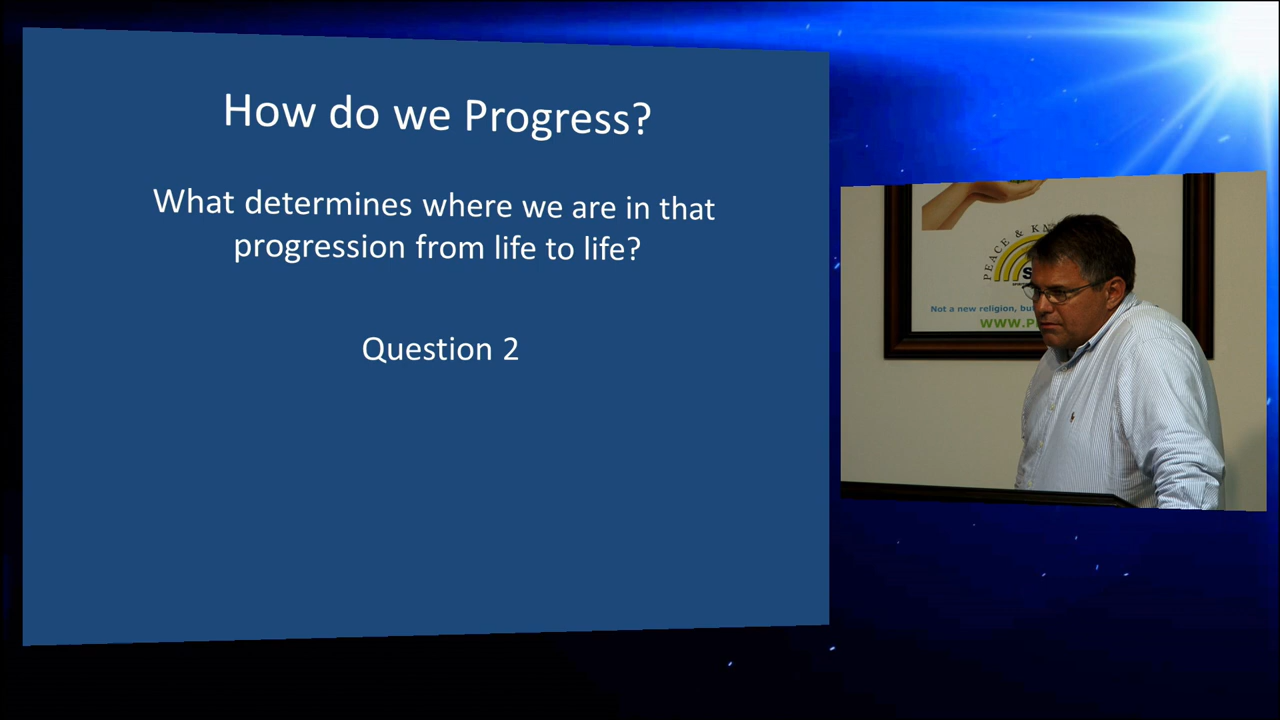 How do we Progress?
What determines where we are in that
progression from life to life?
Question 2
PEACE &
Not a new religion,
WWW.